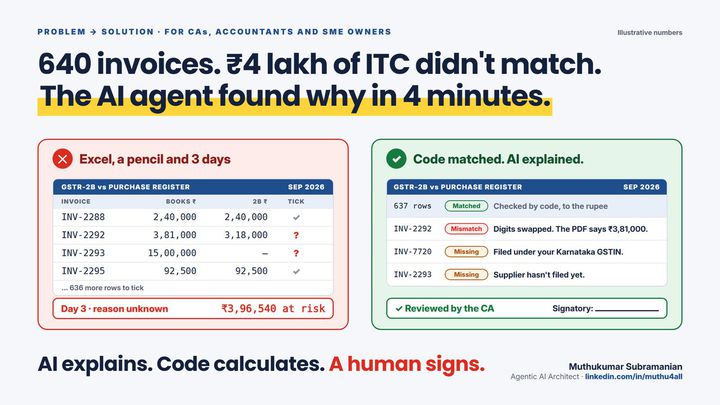 PROBLEM → SOLUTION · FOR CAs, ACCOUNTANTS AND SME OWNERS
Illustrative numbers
640 invoices. ₹4 lakh of ITC didn't match.
The AI agent found why in 4 minutes.
Excel, a pencil and 3 days
GSTR-2B vs PURCHASE REGISTER SEP 2026
INVOICE BOOKS ₹ 2B ₹ TICK
INV-2288 2,40,000 2,40,000 ✓
INV-2292 3,81,000 3,18,000 ?
INV-2293 15,00,000 — ?
INV-2295 92,500 92,500 ✓
... 636 more rows to tick
Day 3 · reason unknown ₹3,96,540 at risk
Code matched. AI explained.
GSTR-2B vs PURCHASE REGISTER SEP 2026
637 rows Matched Checked by code, to the rupee
INV-2292 Mismatch Digits swapped. The PDF says ₹3,81,000.
INV-7720 Missing Filed under your Karnataka GSTIN.
INV-2293 Missing Supplier hasn't filed yet.
✓ Reviewed by the CA Signatory:
AI explains. Code calculates. A human signs.
Muthukumar Subramanian
Agentic AI Architect · linkedin.com/in/muthu4all